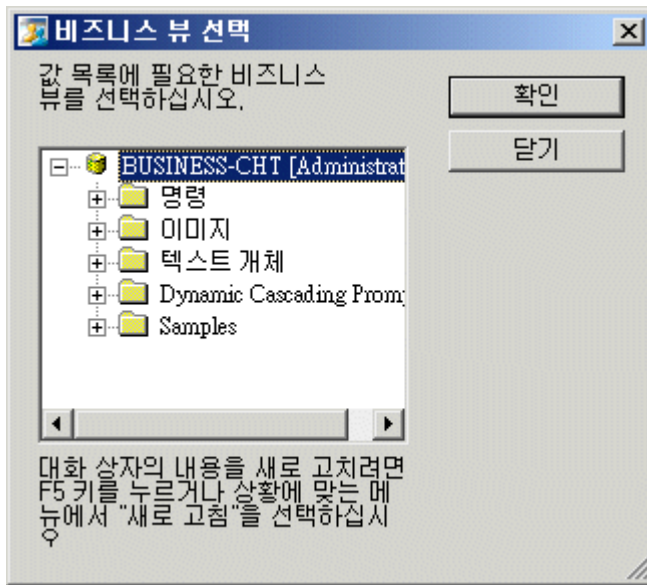 비즈니스 뷰 선택
값 목록에 필요한 비즈니스
뷰를 선택하십시오.
확인
닫기
BUSINESS-CHT [Administrat
명령
이미지
텍스트 개체
Dynamic Cascading Prom
Samples
대화 상자의 내용을 새로 고치려면
F5 키를 누르거나 상황에 맞는 메
뉴에서 "새로 고침"을 선택하십시
오